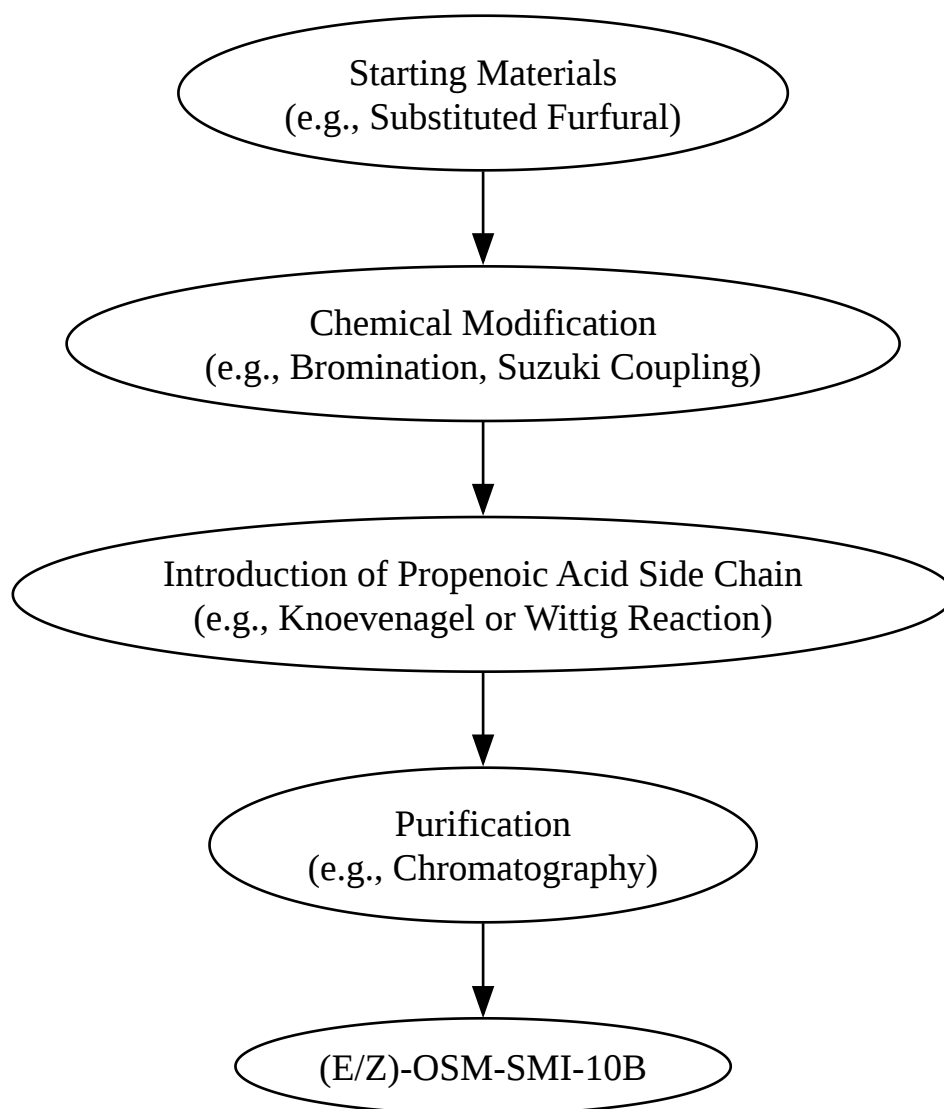 Starting Materials
(e.g., Substituted Furfural)
Chemical Modification
(e.g., Bromination, Suzuki Coupling)
Introduction of Propenoic Acid Side Chain
(e.g., Knoevenagel or Wittig Reaction)
Purification
(e.g., Chromatography)
(E/Z)-OSM-SMI-10B